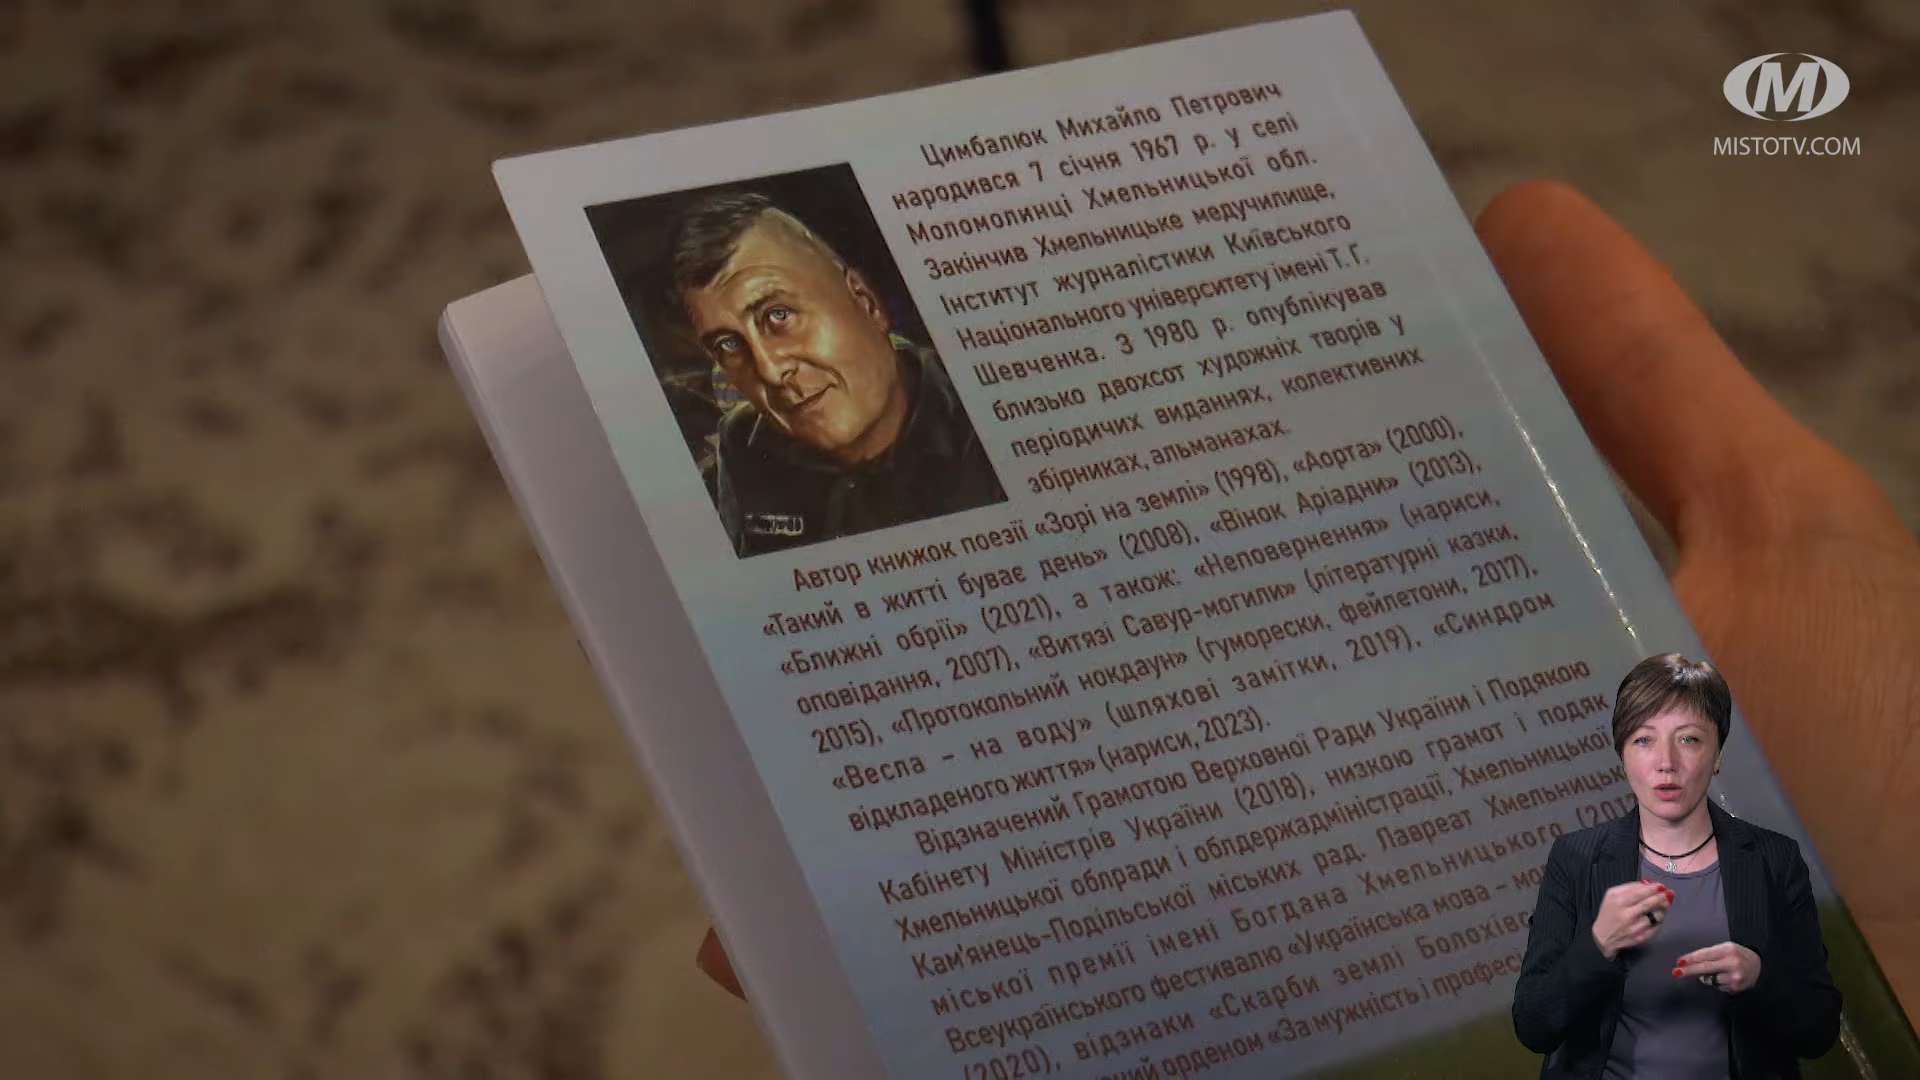 MISTOTV.COM
Цимбалюк Михайло Петрович
народився 7 січня 1967 р. у селі
Моломолинці Хмельницької обл.
Закінчив Хмельницьке медучилище,
Інститут журналістики Київського
Національного університету імені Т. Г.
Шевченка. З 1980 р. опублікував
близько двохсот художніх творів у
періодичих виданнях, колективних
збірниках, альманахах.
Автор книжок поезії «Зорі на землі» (1998), «Аорта» (2000),
«Такий в житті буває день» (2008), «Вінок Аріадни» (2013),
«Ближні обрії» (2021), а також: «Неповернення» (нариси,
оповідання, 2007), «Витязі Савур-могили» (літературні казки,
2015), «Протокольний нокдаун» (гуморески, фейлетони, 2017),
«Весла – на воду» (шляхові замітки, 2019), «Синдром
відкладеного життя» (нариси, 2023).
Відзначений Грамотою Верховної Ради України і Подякою
Кабінету Міністрів України (2018), низкою грамот і подяк
Хмельницької облради і облдержадміністрації, Хмельницької
Кам'янець-Подільської міських рад. Лауреат
міської премії імені Богдана Хмельницького
Всеукраїнського фестивалю «Українська мова –
(2020), відзнаки «Скарби землі
орденом «За мужність і